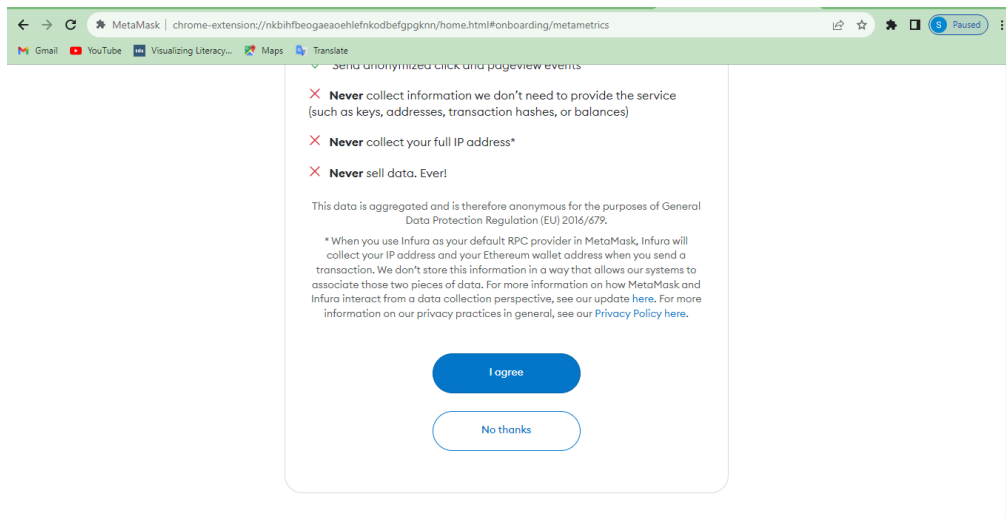 MetaMask | chrome-extension://nkbihfbeogaeaoehlefnkodbefgpgknn/home.html#onboarding/metametrics
S Paused
Gmail YouTube Visualizing Literacy... Maps Translate
Send anonymized click and pageview events
Never collect information we don't need to provide the service
(such as keys, addresses, transaction hashes, or balances)
Never collect your full IP address*
Never sell data. Ever!
This data is aggregated and is therefore anonymous for the purposes of General
Data Protection Regulation (EU) 2016/679.
* When you use Infura as your default RPC provider in MetaMask, Infura will
collect your IP address and your Ethereum wallet address when you send a
transaction. We don't store this information in a way that allows our systems to
associate those two pieces of data. For more information on how MetaMask and
Infura interact from a data collection perspective, see our update here. For more
information on our privacy practices in general, see our Privacy Policy here.
I agree
No thanks